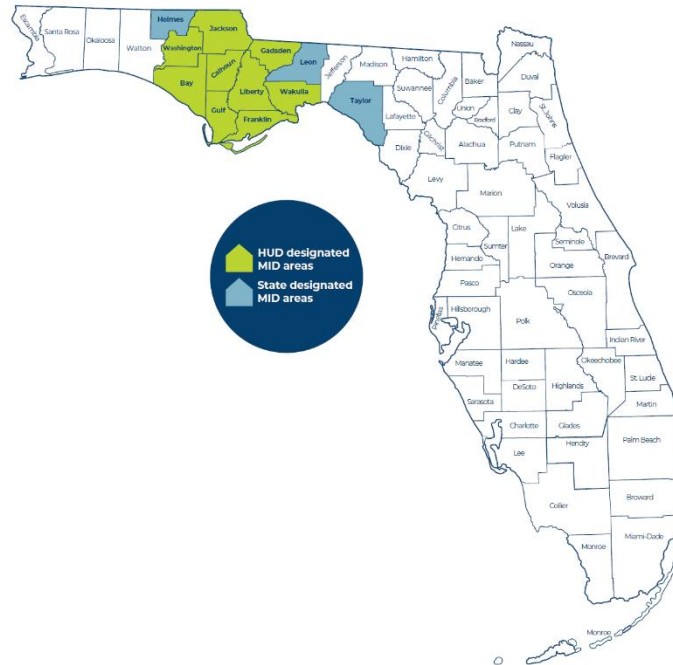 Escambia
Santa Rosa
Okaloosa
Walton
Holmes
Washington
Jackson
Bay
Calhoun
Gulf
Gadsden
Liberty
Franklin
Leon
Wakulla
Jefferson
Madison
Taylor
Hamilton
Suwannee
Lafayette
Dixie
Columbia
Gilchrist
Baker
Union
Bradford
Alachua
Levy
Nassau
Duval
Clay
St. Johns
Putnam
Flagler
Marion
Volusia
Citrus
Sumter
Lake
Hernando
Seminole
Orange
Brevard
Pasco
Osceola
Pinellas
Hillsborough
Polk
Indian River
Manatee
Hardee
Okeechobee
St. Lucie
Sarasota
DeSoto
Highlands
Martin
Charlotte
Glades
Lee
Hendry
Palm Beach
Collier
Broward
Monroe
Miami-Dade
Monroe
HUD designated
MID areas
State designated
MID areas